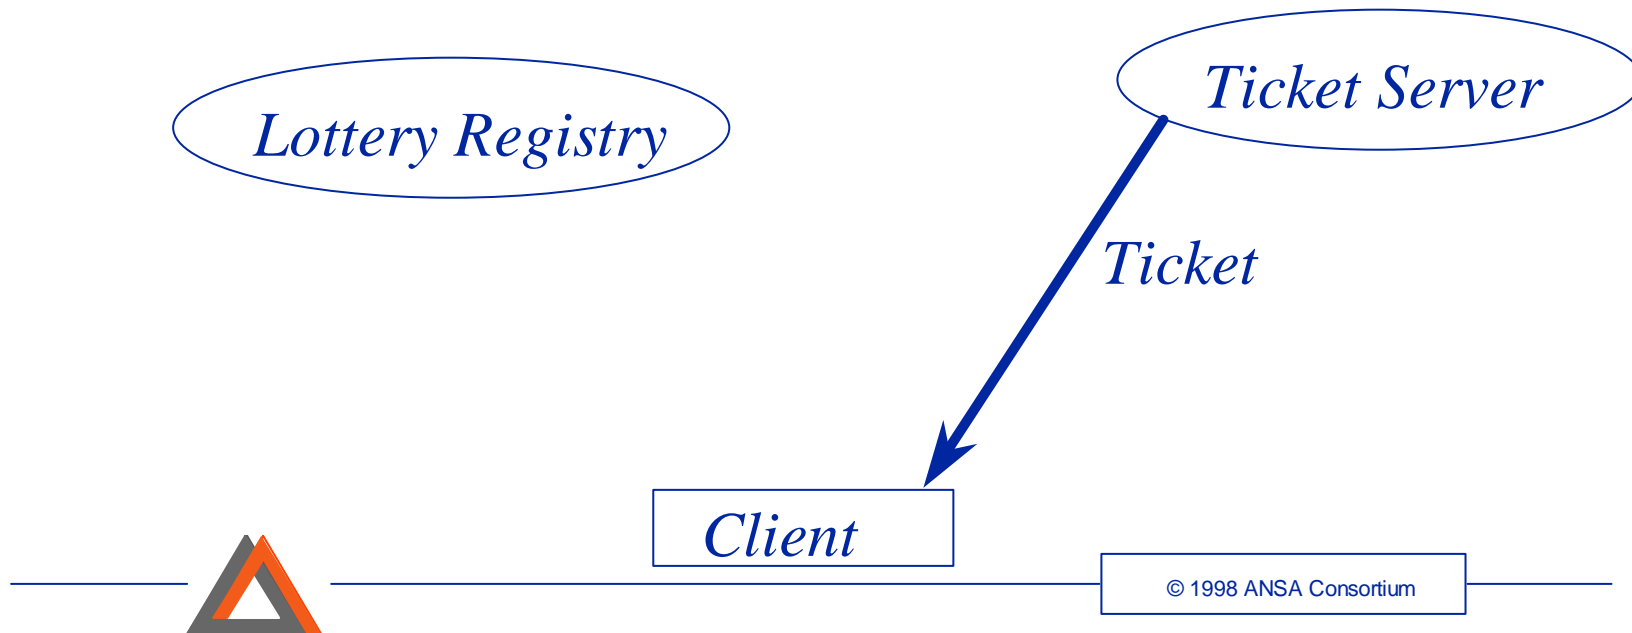 Ticket Server
Lottery Registry
Ticket
Client
© 1998 ANSA Consortium